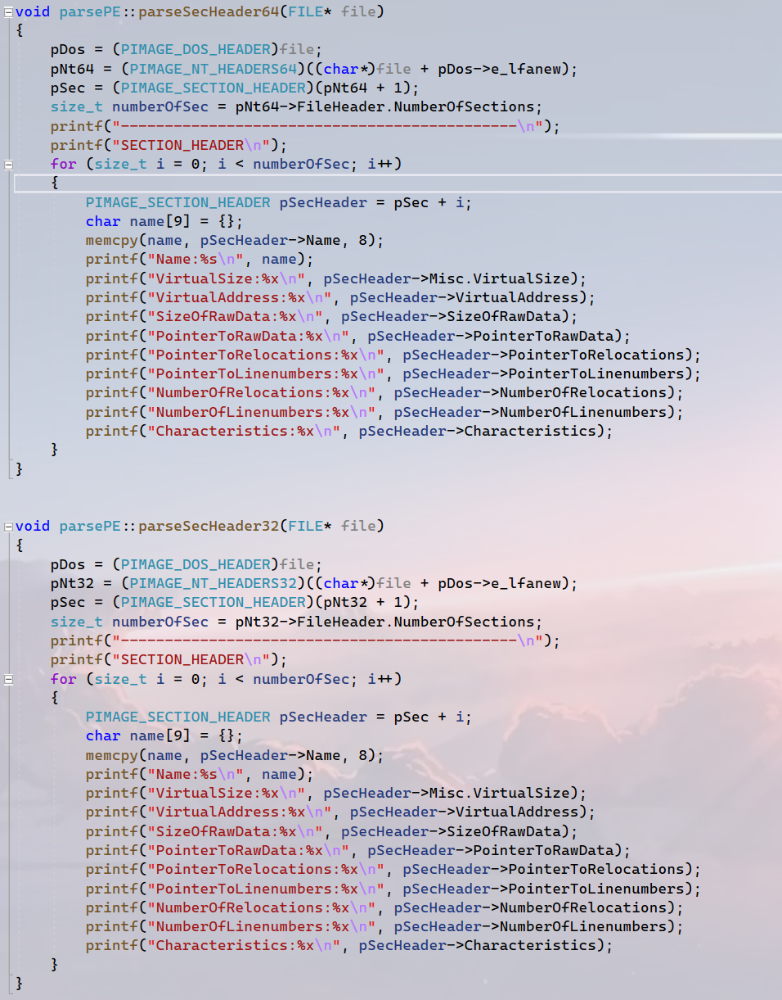 void parsePE::parseSecHeader64(FILE* file)
{
    pDos = (PIMAGE_DOS_HEADER)file;
    pNt64 = (PIMAGE_NT_HEADERS64)((char*)file + pDos->e_lfanew);
    pSec = (PIMAGE_SECTION_HEADER)(pNt64 + 1);
    size_t numberOfSec = pNt64->FileHeader.NumberOfSections;
    printf("---------------------------------------------\n");
    printf("SECTION_HEADER\n");
    for (size_t i = 0; i < numberOfSec; i++)
    {
        PIMAGE_SECTION_HEADER pSecHeader = pSec + i;
        char name[9] = {};
        memcpy(name, pSecHeader->Name, 8);
        printf("Name:%s\n", name);
        printf("VirtualSize:%x\n", pSecHeader->Misc.VirtualSize);
        printf("VirtualAddress:%x\n", pSecHeader->VirtualAddress);
        printf("SizeOfRawData:%x\n", pSecHeader->SizeOfRawData);
        printf("PointerToRawData:%x\n", pSecHeader->PointerToRawData);
        printf("PointerToRelocations:%x\n", pSecHeader->PointerToRelocations);
        printf("PointerToLinenumbers:%x\n", pSecHeader->PointerToLinenumbers);
        printf("NumberOfRelocations:%x\n", pSecHeader->NumberOfRelocations);
        printf("NumberOfLinenumbers:%x\n", pSecHeader->NumberOfLinenumbers);
        printf("Characteristics:%x\n", pSecHeader->Characteristics);
    }
}
void parsePE::parseSecHeader32(FILE* file)
{
    pDos = (PIMAGE_DOS_HEADER)file;
    pNt32 = (PIMAGE_NT_HEADERS32)((char*)file + pDos->e_lfanew);
    pSec = (PIMAGE_SECTION_HEADER)(pNt32 + 1);
    size_t numberOfSec = pNt32->FileHeader.NumberOfSections;
    printf("---------------------------------------------\n");
    printf("SECTION_HEADER\n");
    for (size_t i = 0; i < numberOfSec; i++)
    {
        PIMAGE_SECTION_HEADER pSecHeader = pSec + i;
        char name[9] = {};
        memcpy(name, pSecHeader->Name, 8);
        printf("Name:%s\n", name);
        printf("VirtualSize:%x\n", pSecHeader->Misc.VirtualSize);
        printf("VirtualAddress:%x\n", pSecHeader->VirtualAddress);
        printf("SizeOfRawData:%x\n", pSecHeader->SizeOfRawData);
        printf("PointerToRawData:%x\n", pSecHeader->PointerToRawData);
        printf("PointerToRelocations:%x\n", pSecHeader->PointerToRelocations);
        printf("PointerToLinenumbers:%x\n", pSecHeader->PointerToLinenumbers);
        printf("NumberOfRelocations:%x\n", pSecHeader->NumberOfRelocations);
        printf("NumberOfLinenumbers:%x\n", pSecHeader->NumberOfLinenumbers);
        printf("Characteristics:%x\n", pSecHeader->Characteristics);
    }
}